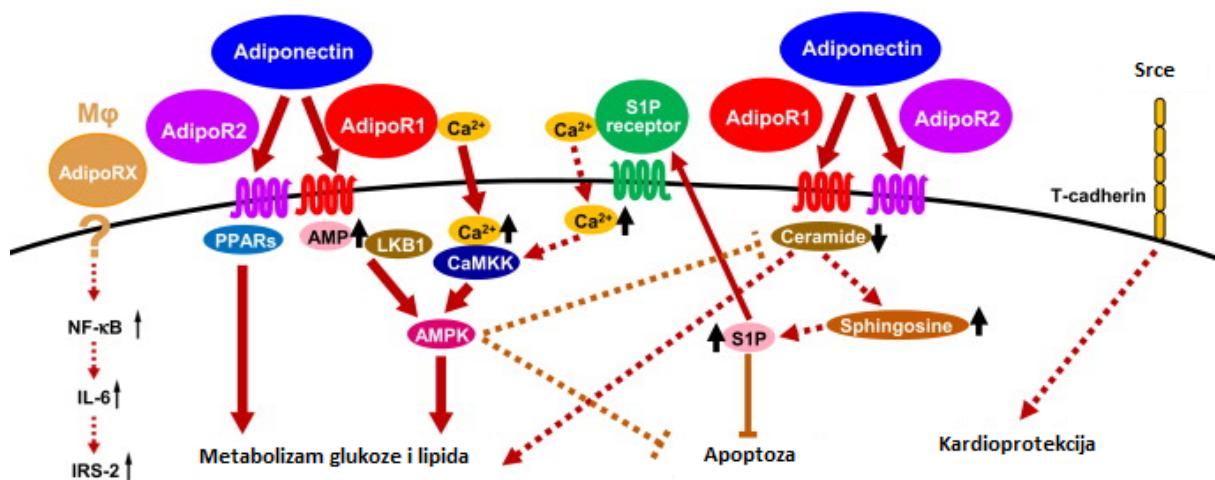 Adiponectin
Adiponectin
Srce
Mφ
AdipoR2
AdipoR1
Ca²⁺
Ca²⁺
S1P
receptor
AdipoR1
AdipoR2
AdipoRX
?
T-cadherin
PPARs
AMP
LKB1
Ca²⁺
CaMKK
Ca²⁺
Ceramide
NF-κB
AMPK
S1P
Sphingosine
IL-6
IRS-2
Metabolizam glukoze i lipida
Apoptoza
Kardioprotekcija